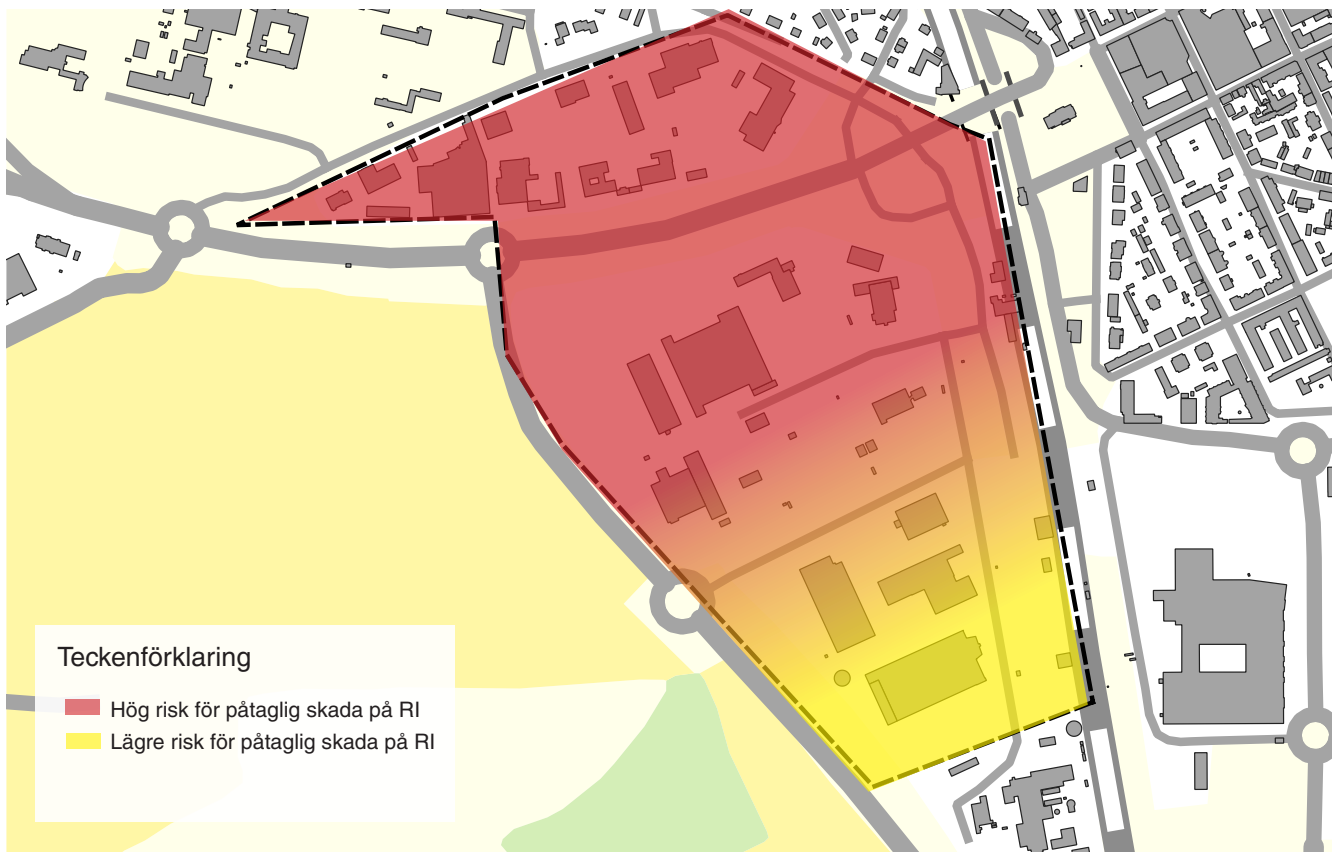 Teckenförklaring
Hög risk för påtaglig skada på RI
Lägre risk för påtaglig skada på RI